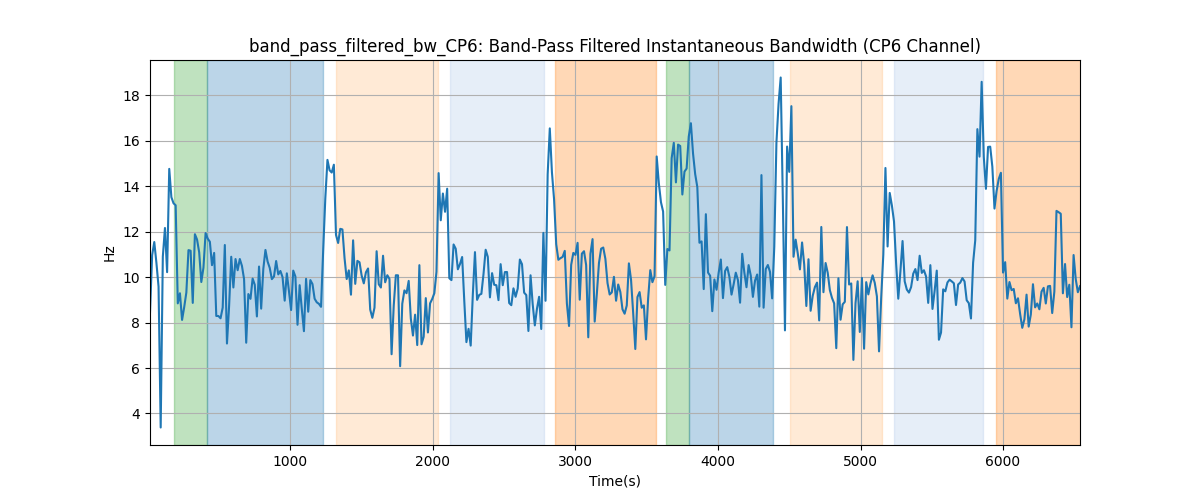 band_pass_filtered_bw_CP6: Band-Pass Filtered Instantaneous Bandwidth (CP6 Channel)
18
16
14
12
10
8
6
4
Hz
1000 2000 3000 4000 5000 6000
Time(s)